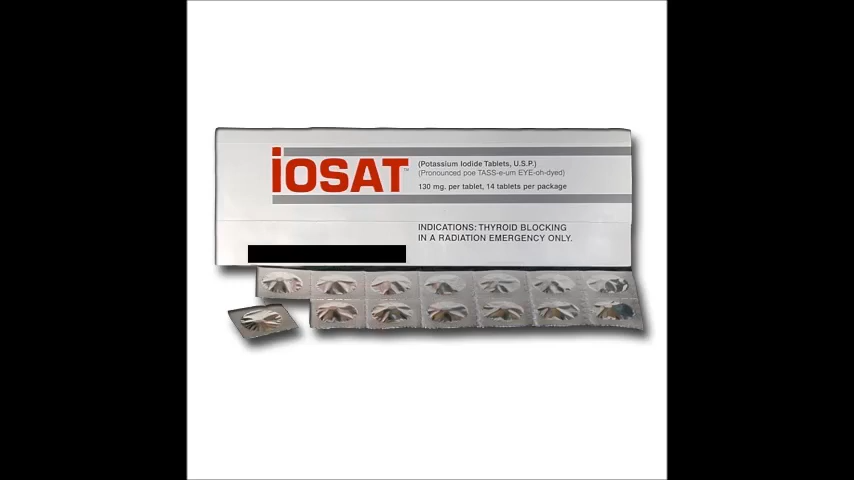 iOSAT™
(Potassium Iodide Tablets, U.S.P.)
(Pronounced poe TASS-e-um EYE-oh-dyed)
130 mg. per tablet, 14 tablets per package
INDICATIONS: THYROID BLOCKING
IN A RADIATION EMERGENCY ONLY.